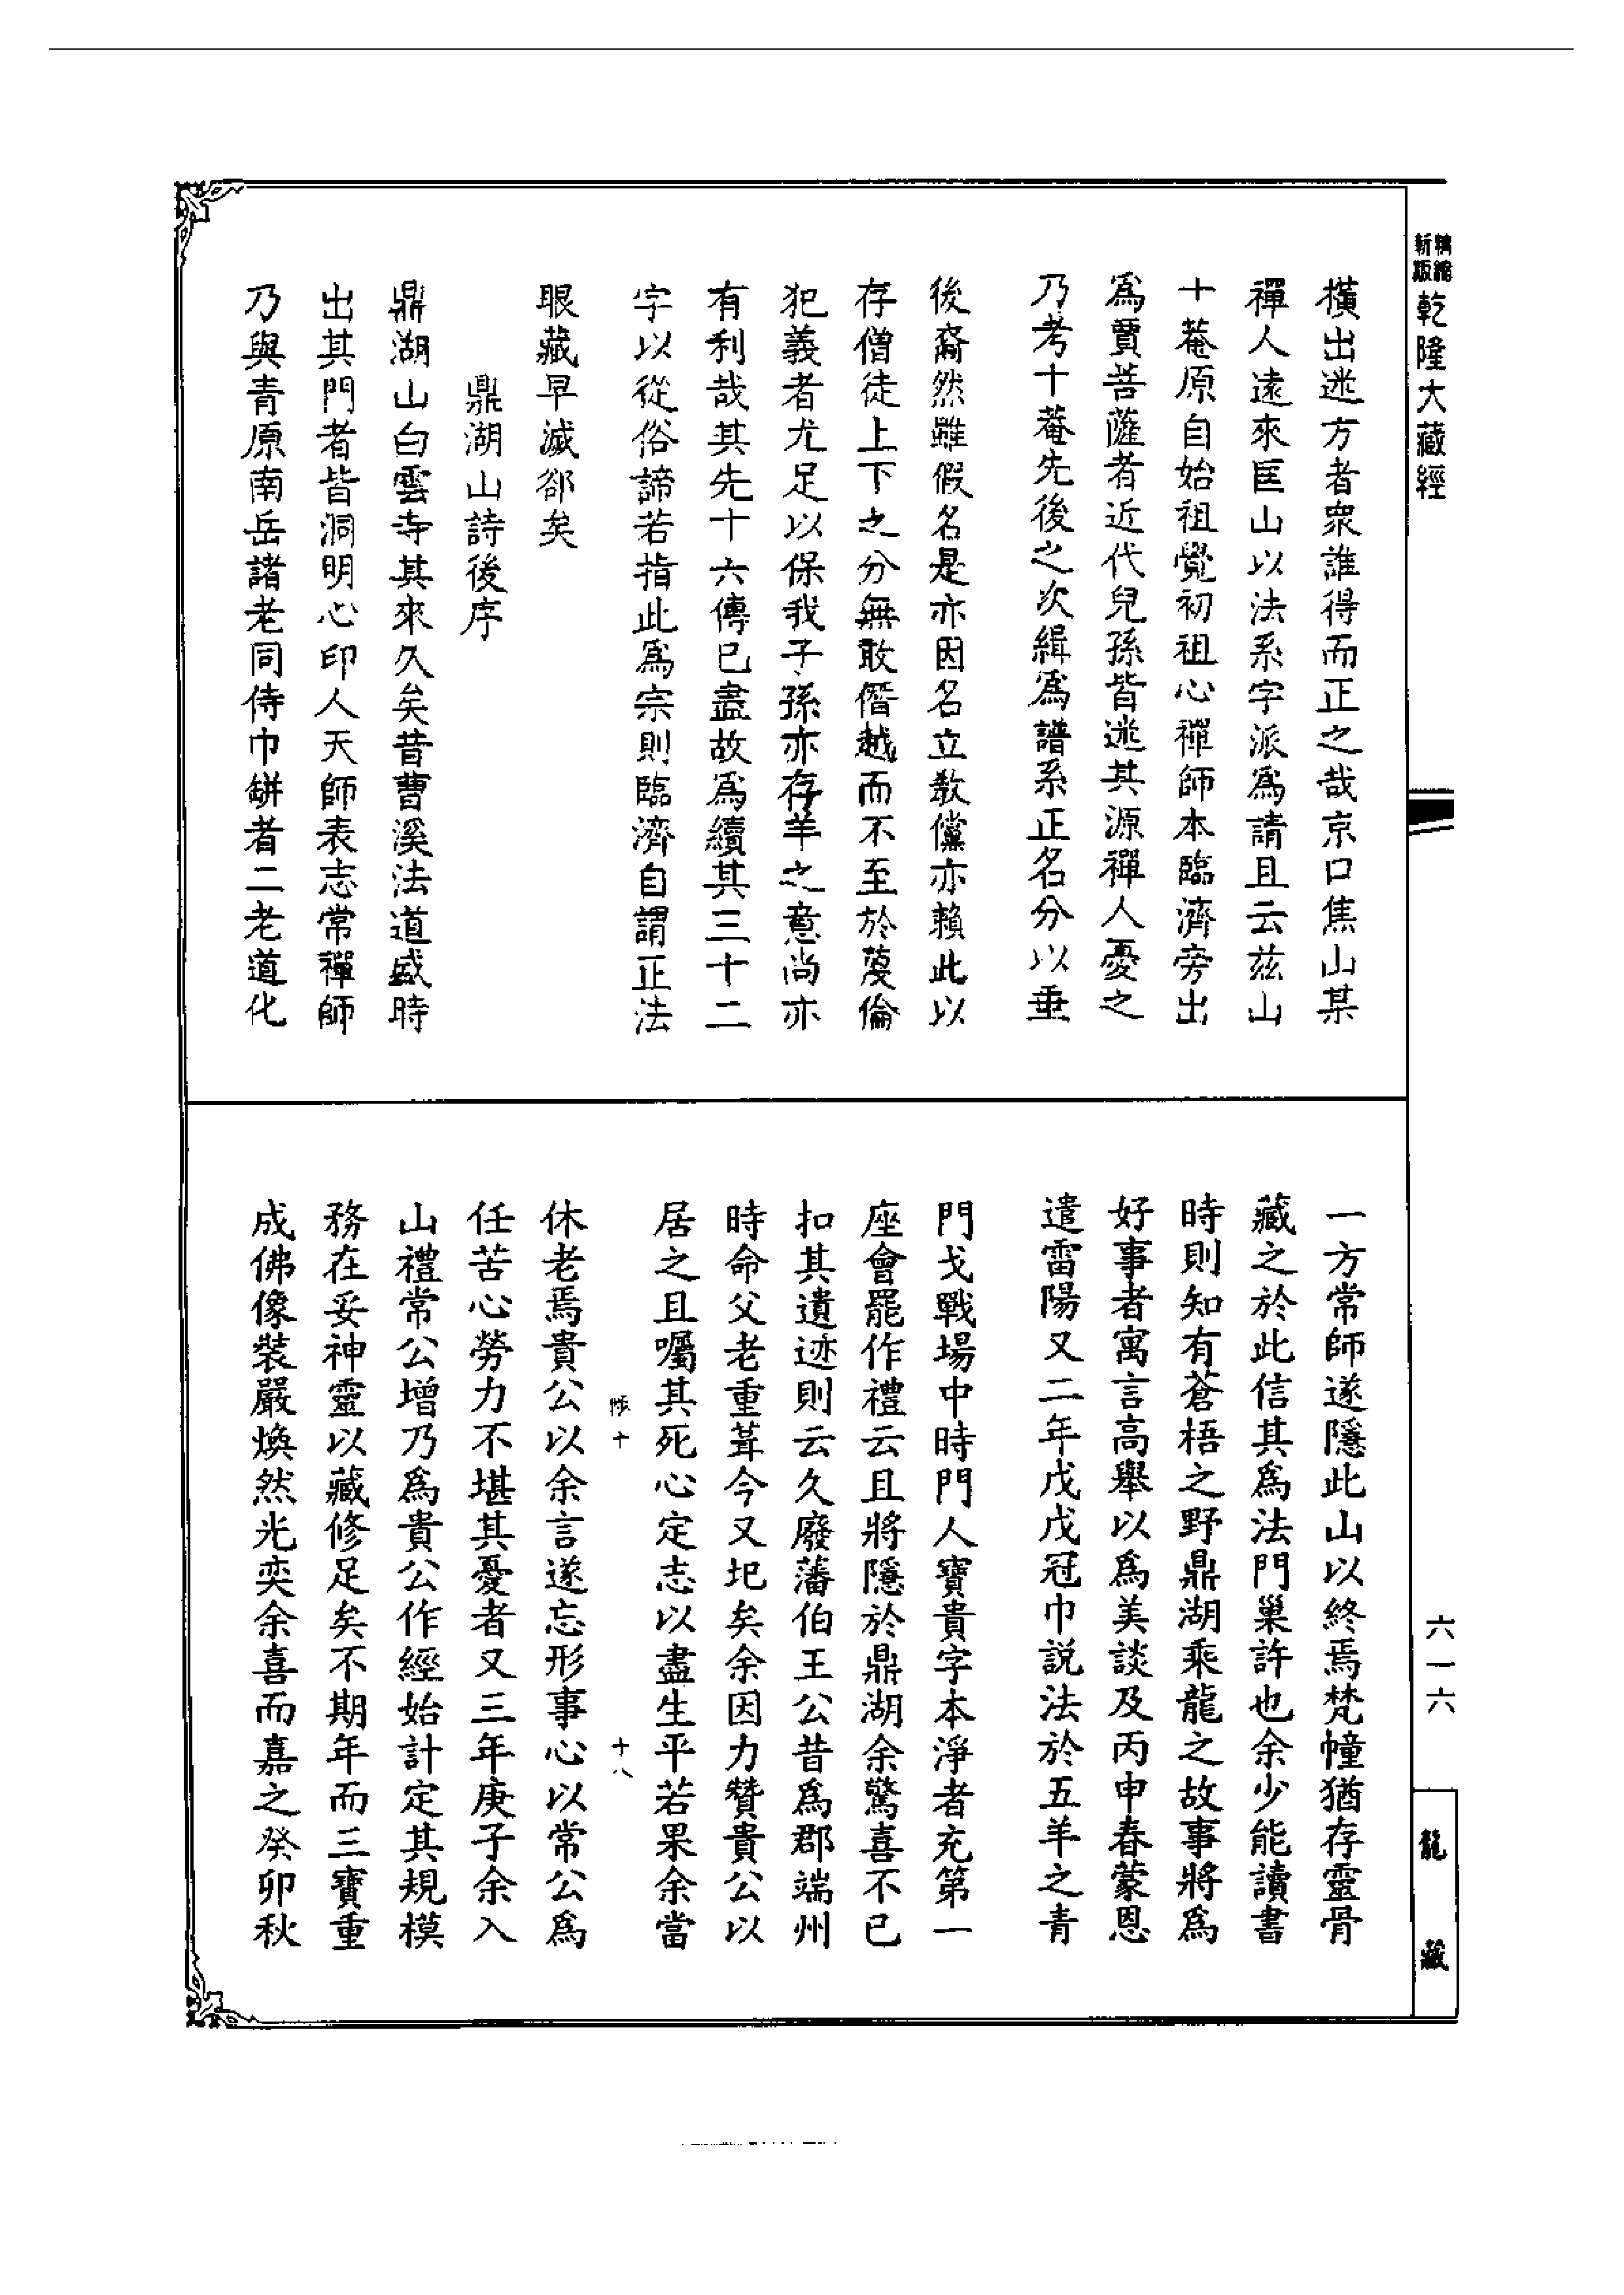 精縮新版乾隆大藏經
橫出逃方者衆誰得而正之哉京口焦山某
禪人遠來匡山以法系字派爲請且云玆山
十菴原自始祖覺初祖心禪師本臨濟旁出
爲賈菩薩者近代兒孫皆逃其源禪人憂之
乃考十菴先後之次緝爲譜系正名分以垂
後裔然雖假名是亦因名立敎儻亦賴此以
存僧徒上下之分無敢僭越而不至於蔑倫
犯義者尤足以保我子孫亦存羊之意尚亦
有利哉其先十六傳已盡故爲續其三十二
字以從俗諦若指此爲宗則臨濟自謂正法
眼藏早滅郤矣
鼎湖山詩後序
鼎湖山白雲寺其來久矣昔曹溪法道盛時
出其門者皆洞明心印人天師表志常禪師
乃與青原南岳諸老同侍巾缾者二老道化
一方常師遂隱此山以終焉梵幢猶存靈骨
藏之於此信其爲法門巢許也余少能讀書
時則知有蒼梧之野鼎湖乘龍之故事將爲
好事者寓言高舉以爲美談及丙申春蒙恩
遣雷陽又二年戊戌冠巾説法於五羊之青
門戈戰場中時門人寶貴字本淨者充第一
座會罷作禮云且將隱於鼎湖余驚喜不已
扣其遺迹則云久廢藩伯王公昔爲郡端州
時命父老重葺今又圯矣余因力贊貴公以
居之且囑其死心定志以盡生平若果余當
十 十八
休老焉貴公以余言遂忘形事心以常公爲
任苦心勞力不堪其憂者又三年庚子余入
山禮常公增乃爲貴公作經始計定其規模
務在妥神靈以藏修足矣不期年而三寶重
成佛像裝嚴煥然光奕余喜而嘉之癸卯秋
六一六
龍藏